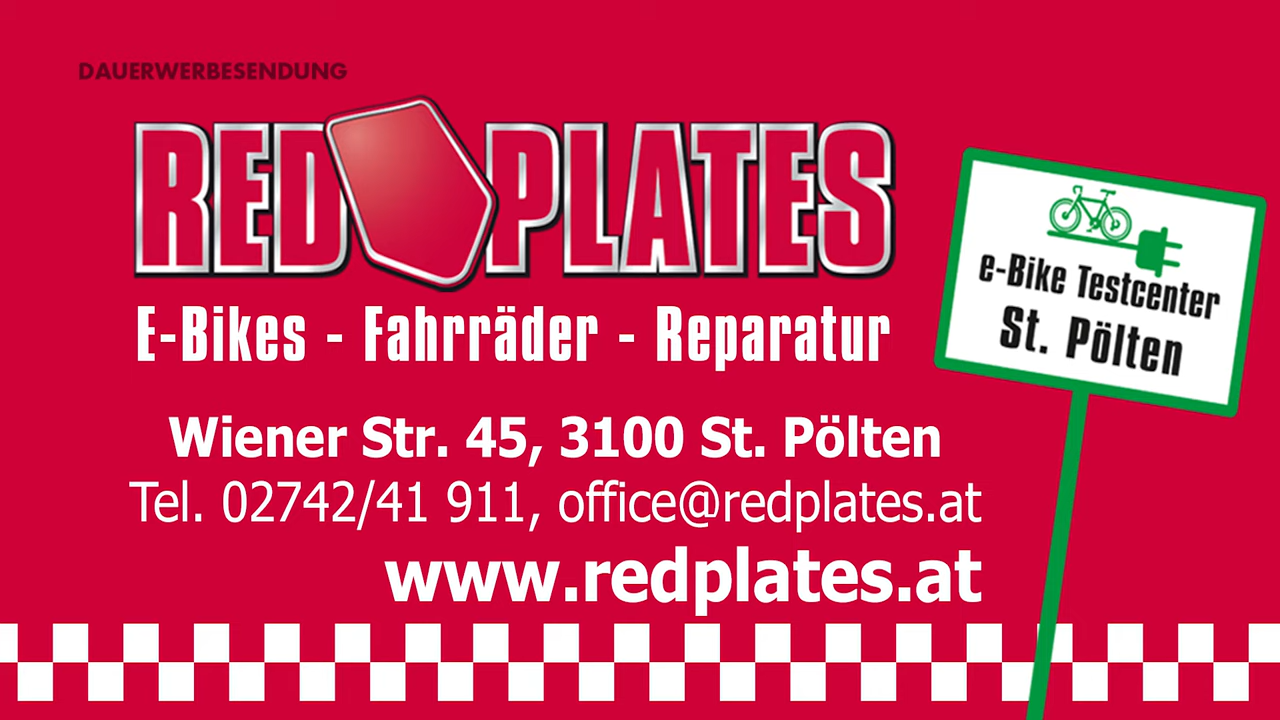 DAUERWERBESENDUNG
RED PLATES
E-Bikes - Fahrräder - Reparatur
e-Bike Testcenter
St. Pölten
Wiener Str. 45, 3100 St. Pölten
Tel. 02742/41 911, office@redplates.at
www.redplates.at